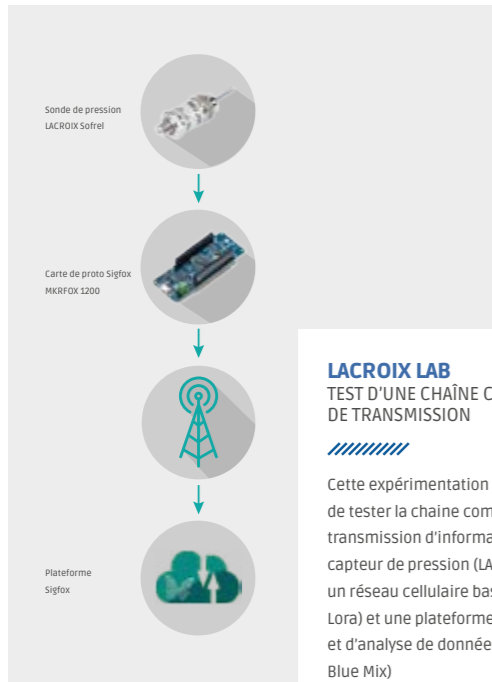 Sonde de pression
LACROIX Sofrel
Carte de proto Sigfox
MKRFOX 1200
Plateforme
Sigfox
LACROIX LAB
TEST D'UNE CHAÎNE C
DE TRANSMISSION
Cette expérimentation
de tester la chaine com
transmission d'informa
capteur de pression (LA
un réseau cellulaire bas
Lora) et une plateforme
et d'analyse de donnée
Blue Mix)